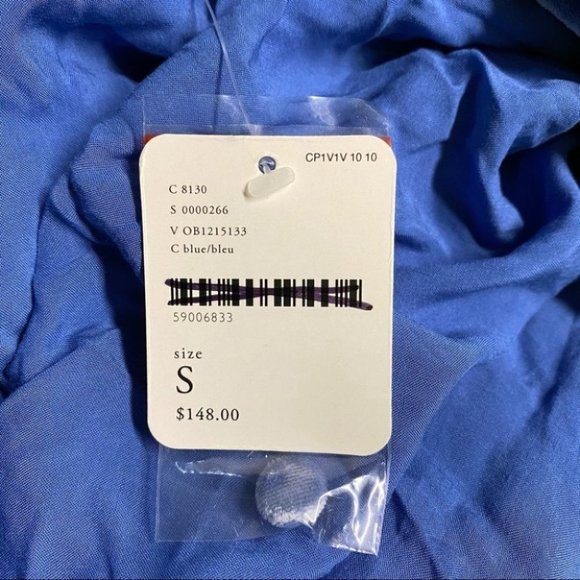 CP1V1V 10 10
C 8130
S 0000266
V OB1215133
C blue/bleu
59006833
size
S
$148.00